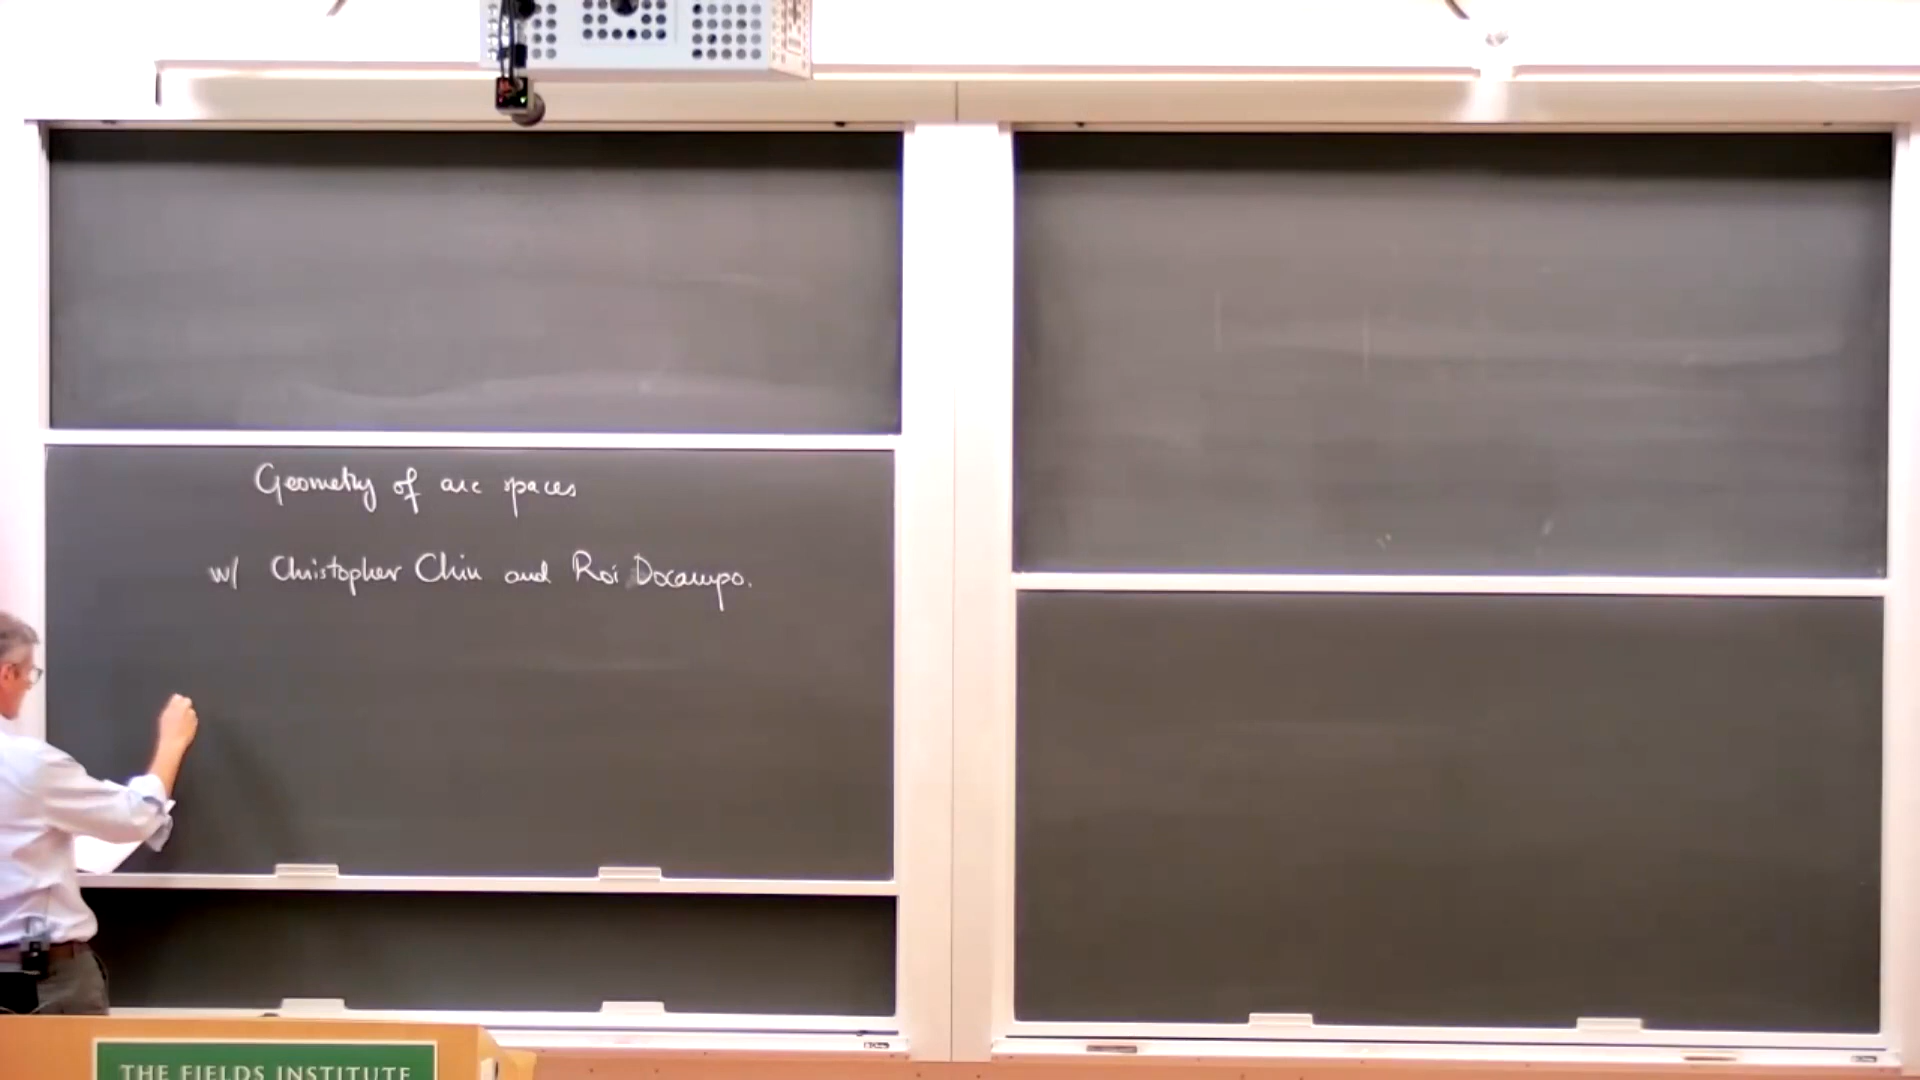 Geometry of arc spaces
w/ Christopher Chiu and Roi Docampo.
THE FIELDS INSTITUTE